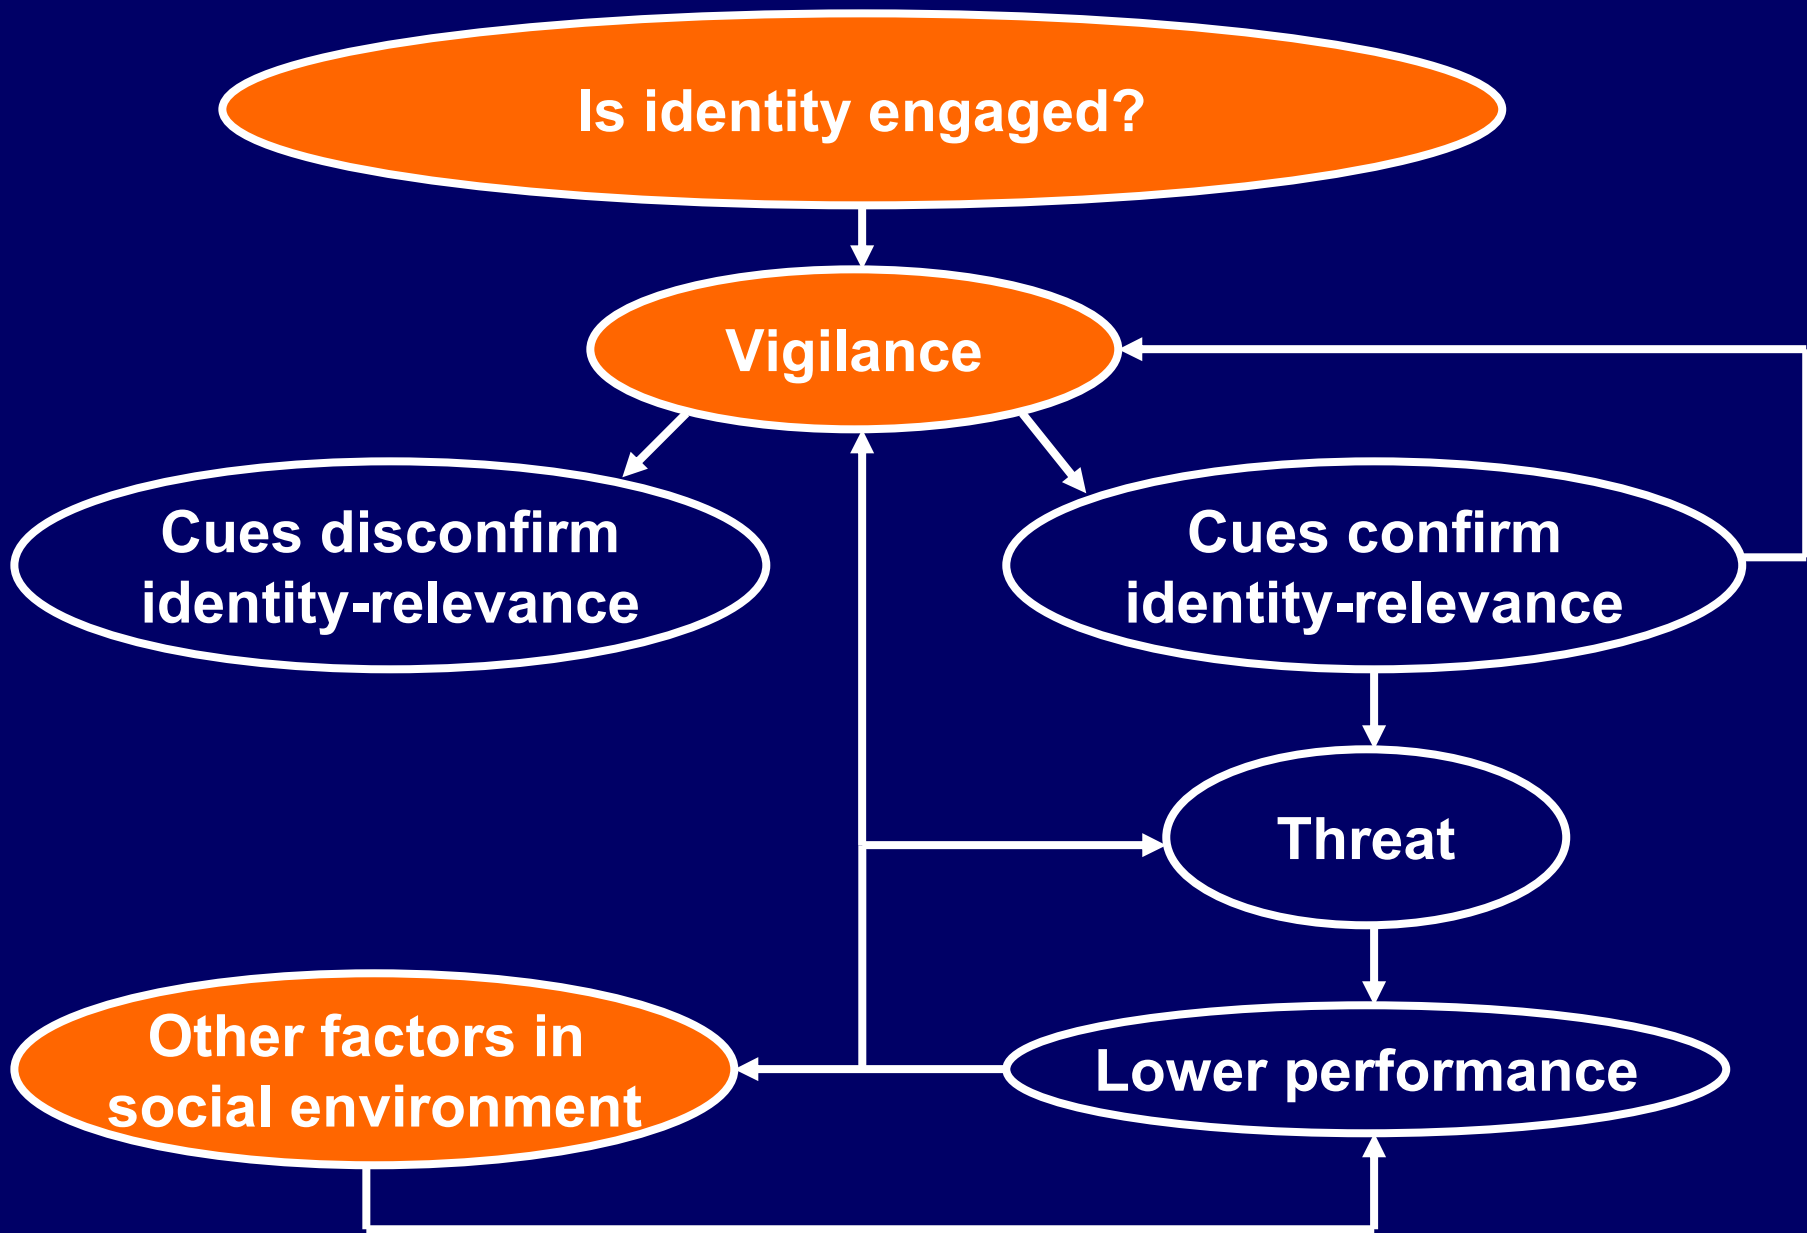 Is identity engaged?
Vigilance
Cues disconfirm
identity-relevance
Cues confirm
identity-relevance
Threat
Other factors in
social environment
Lower performance